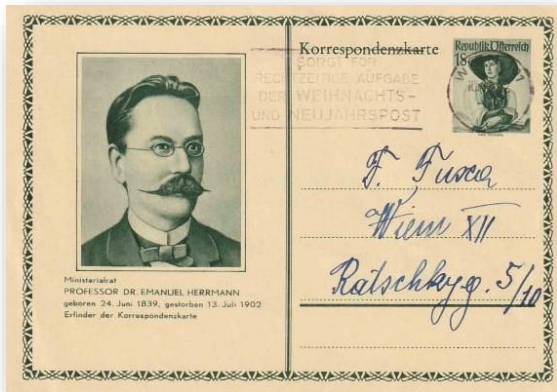 Korrespondenzkarte
Republik Österreich
18
SORGT FÜR
RECHTZEITIGE AUFGABE
DER WEIHNACHTS-
UND NEUJAHRSPOST
F. Fusca
Wien XII
Ratschkyg. 5/10
Ministerialrat
PROFESSOR DR. EMANUEL HERRMANN
geboren 24. Juni 1839, gestorben 13. Juli 1902
Erfinder der Korrespondenzkarte